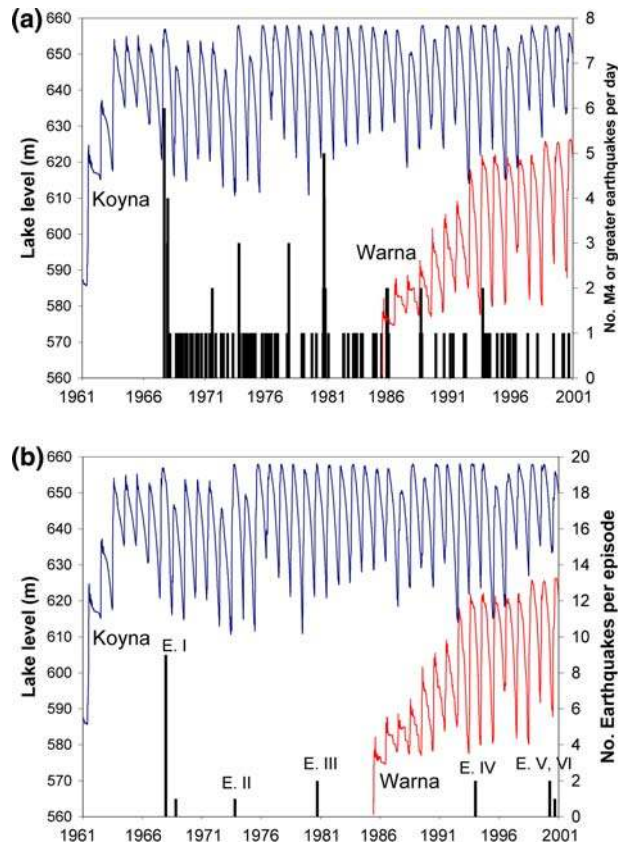 (a)
660
650
640
630
620
610
600
590
580
570
560
Lake level (m)
Koyna
Warna
8
7
6
5
4
3
2
1
0
No. M4 or greater earthquakes per day
1961 1966 1971 1976 1981 1986 1991 1996 2001
(b)
660
650
640
630
620
610
600
590
580
570
560
Lake level (m)
Koyna
E. I
E. II
E. III
Warna
E. IV
E. V, VI
20
18
16
14
12
10
8
6
4
2
0
No. Earthquakes per episode
1961 1966 1971 1976 1981 1986 1991 1996 2001